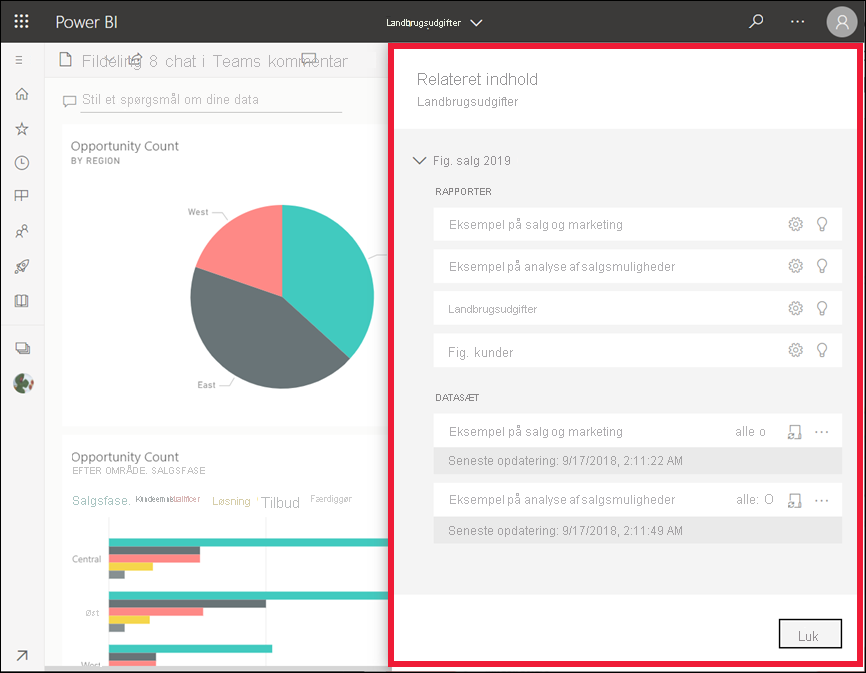 Power BI
Landbrugsudgifter
Fildeling 8 chat i Teams kommentar
Stil et spørgsmål om dine data
Opportunity Count
BY REGION
West
East
Opportunity Count
EFTER OMRÅDE. SALGSFASE
Salgsfase. Løsning Tilbud Færdiggør
Central
Øst
West
Relateret indhold
Landbrugsudgifter
Fig. salg 2019
RAPPORTER
Eksempel på salg og marketing
Eksempel på analyse af salgsmuligheder
Landbrugsudgifter
Fig. kunder
DATASÆT
Eksempel på salg og marketing alle o
Seneste opdatering: 9/17/2018, 2:11:22 AM
Eksempel på analyse af salgsmuligheder alle: O
Seneste opdatering: 9/17/2018, 2:11:49 AM
Luk